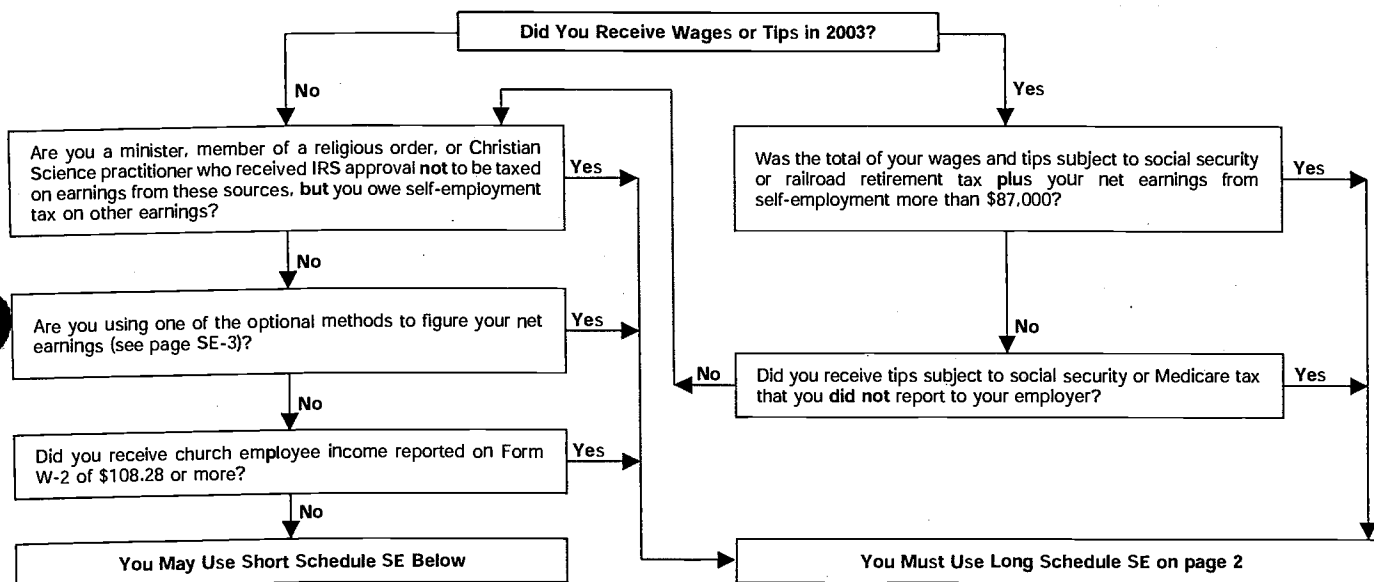 Did You Receive Wages or Tips in 2003?
No
Yes
Are you a minister, member of a religious order, or Christian
Science practitioner who received IRS approval not to be taxed
on earnings from these sources, but you owe self-employment
tax on other earnings?
Yes
Was the total of your wages and tips subject to social security
or railroad retirement tax plus your net earnings from
self-employment more than $87,000?
Yes
No
No
Are you using one of the optional methods to figure your net
earnings (see page SE-3)?
Yes
No
Did you receive tips subject to social security or Medicare tax
that you did not report to your employer?
Yes
No
Did you receive church employee income reported on Form
W-2 of $108.28 or more?
Yes
No
You May Use Short Schedule SE Below
You Must Use Long Schedule SE on page 2